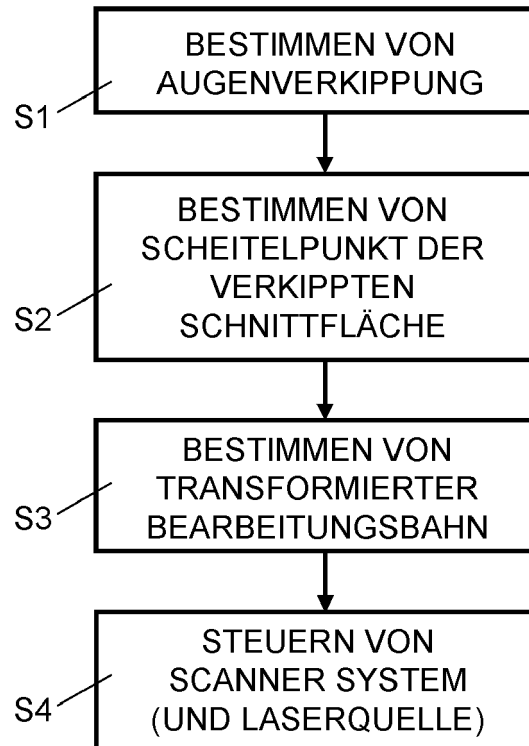 BESTIMMEN VON
AUGENVERKIPPUNG
S1
BESTIMMEN VON
SCHEITELPUNKT DER
VERKIPPTEN
SCHNITTFLÄCHE
S2
BESTIMMEN VON
TRANSFORMIERTER
BEARBEITUNGSBAHN
S3
STEUERN VON
SCANNER SYSTEM
(UND LASERQUELLE)
S4